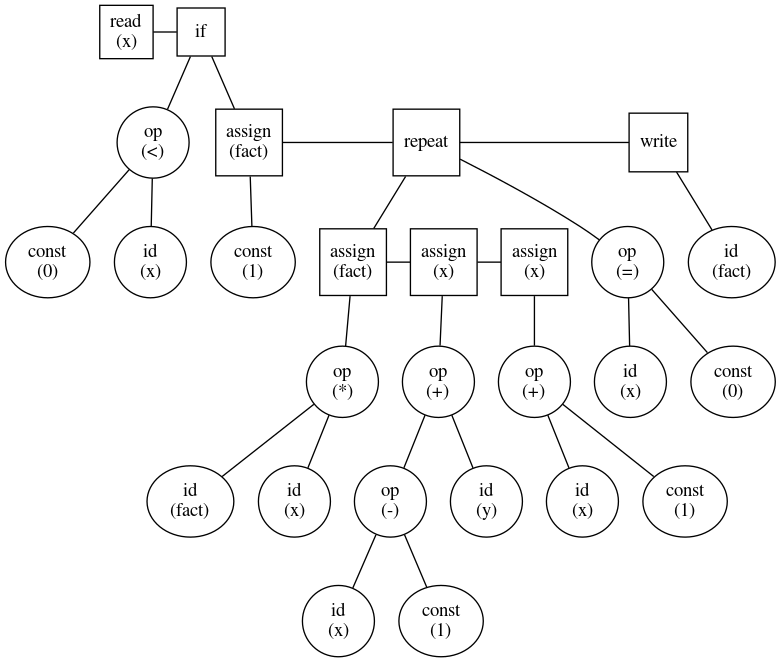 read
(x)
if
op
(<)
assign
(fact)
repeat
write
const
(0)
id
(x)
const
(1)
assign
(fact)
assign
(x)
assign
(x)
op
(=)
id
(fact)
op
(*)
op
(+)
op
(+)
id
(x)
const
(0)
id
(fact)
id
(x)
op
(-)
id
(y)
id
(x)
const
(1)
id
(x)
const
(1)